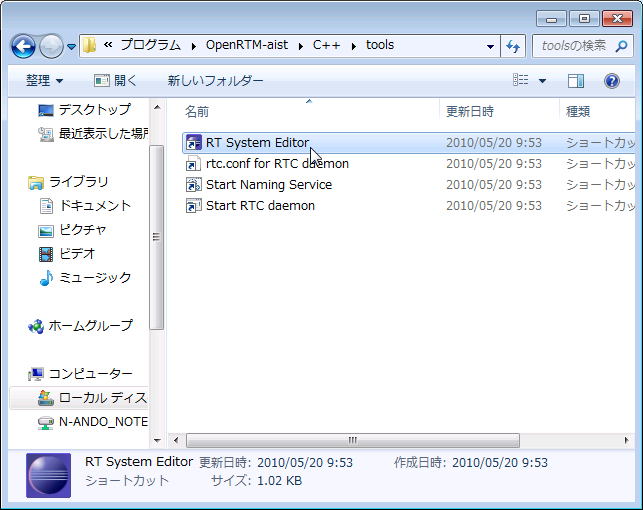 « プログラム ▸ OpenRTM-aist ▸ C++ ▸ tools
toolsの検索
整理 開く 新しいフォルダー
デスクトップ
最近表示した場所
ライブラリ
ドキュメント
ピクチャ
ビデオ
ミュージック
ホームグループ
コンピューター
ローカル ディス
N-ANDO_NOTE
名前 更新日時 種類
RT System Editor 2010/05/20 9:53 ショートカッ
rtc.conf for RTC daemon 2010/05/20 9:53 ショートカッ
Start Naming Service 2010/05/20 9:53 ショートカッ
Start RTC daemon 2010/05/20 9:53 ショートカッ
RT System Editor 更新日時: 2010/05/20 9:53 作成日時: 2010/05/20 9:53
ショートカット サイズ: 1.02 KB